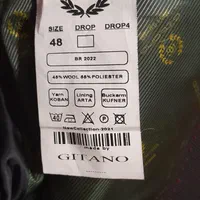 SIZE DROP DROP4
48
BR 2022
45%WOOL 55%POLIESTER
Yarn Lining Buckarm
KOBAN ARTA KUFNER
NewCollection 2021
made by
GITANO